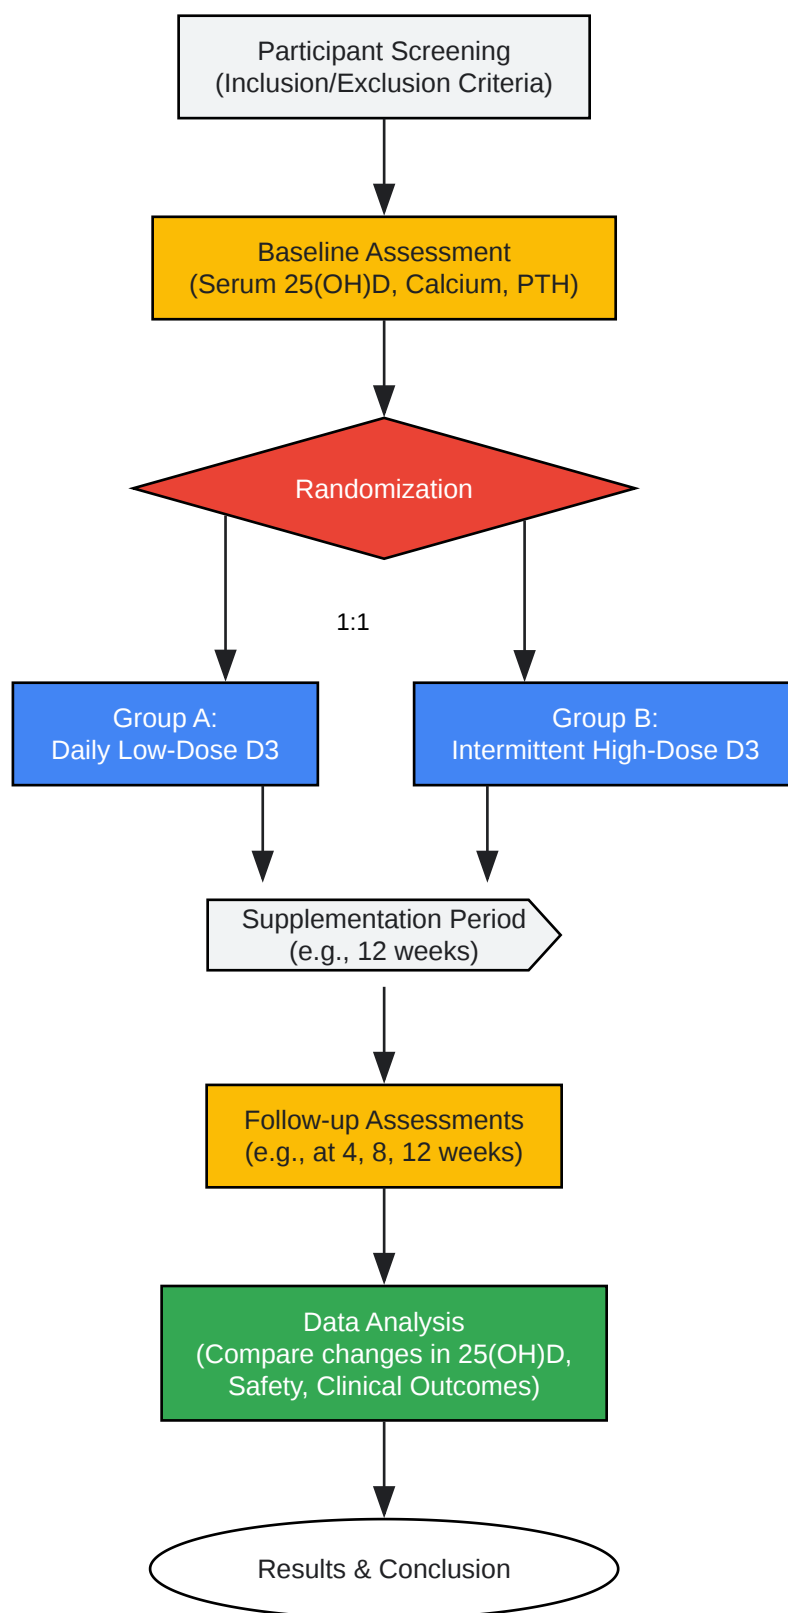 Participant Screening
(Inclusion/Exclusion Criteria)
Baseline Assessment
(Serum 25(OH)D, Calcium, PTH)
Randomization
1:1
Group A:
Daily Low-Dose D3
Group B:
Intermittent High-Dose D3
Supplementation Period
(e.g., 12 weeks)
Follow-up Assessments
(e.g., at 4, 8, 12 weeks)
Data Analysis
(Compare changes in 25(OH)D,
Safety, Clinical Outcomes)
Results & Conclusion